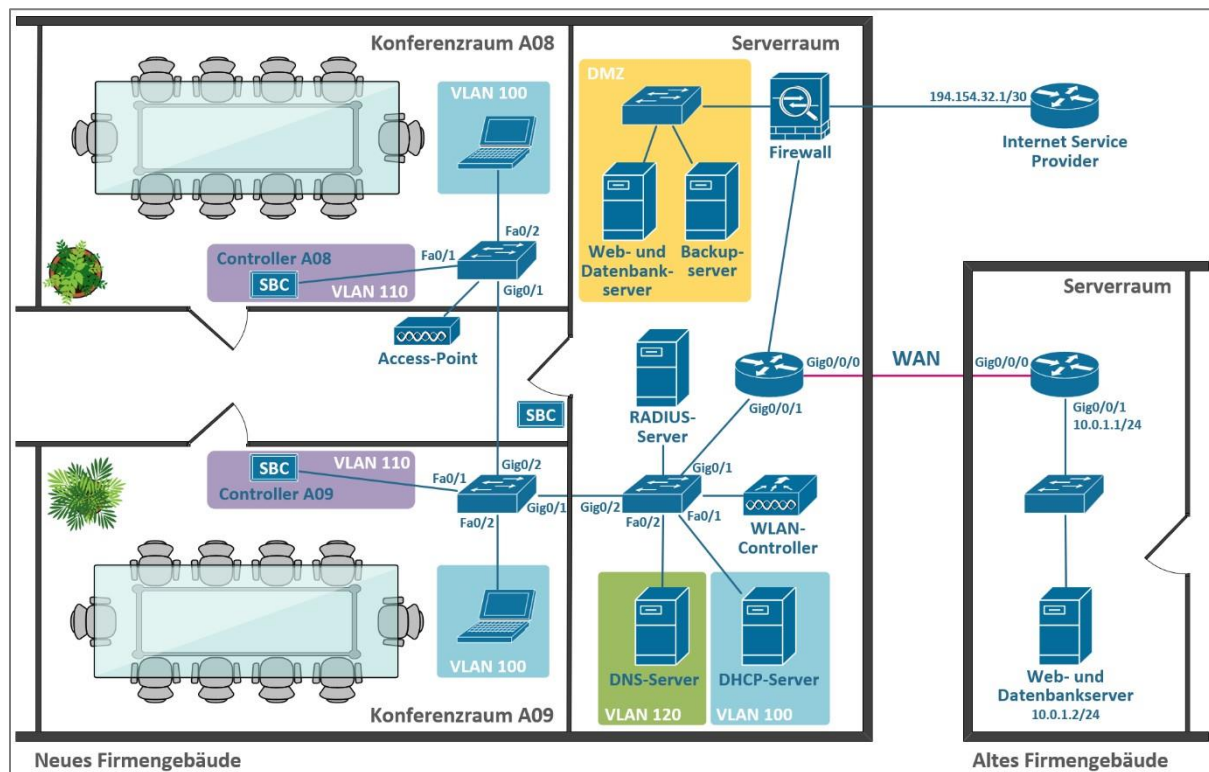 Konferenzraum A08
VLAN 100
Fa0/2
Controller A08
SBC
VLAN 110
Fa0/1
Gig0/1
Access-Point
SBC
SBC
VLAN 110
Controller A09
Fa0/1
Gig0/2
Gig0/1
Fa0/2
VLAN 100
Konferenzraum A09
Serverraum
DMZ
Web- und
Datenbank-
server
Backup-
server
Firewall
194.154.32.1/30
Internet Service
Provider
RADIUS-
Server
Gig0/0/0
Gig0/0/1
WAN
Gig0/1
Gig0/2
Fa0/2
Fa0/1
WLAN-
Controller
DNS-Server
VLAN 120
DHCP-Server
VLAN 100
Serverraum
Gig0/0/0
Gig0/0/1
10.0.1.1/24
Web- und
Datenbankserver
10.0.1.2/24
Neues Firmengebäude
Altes Firmengebäude